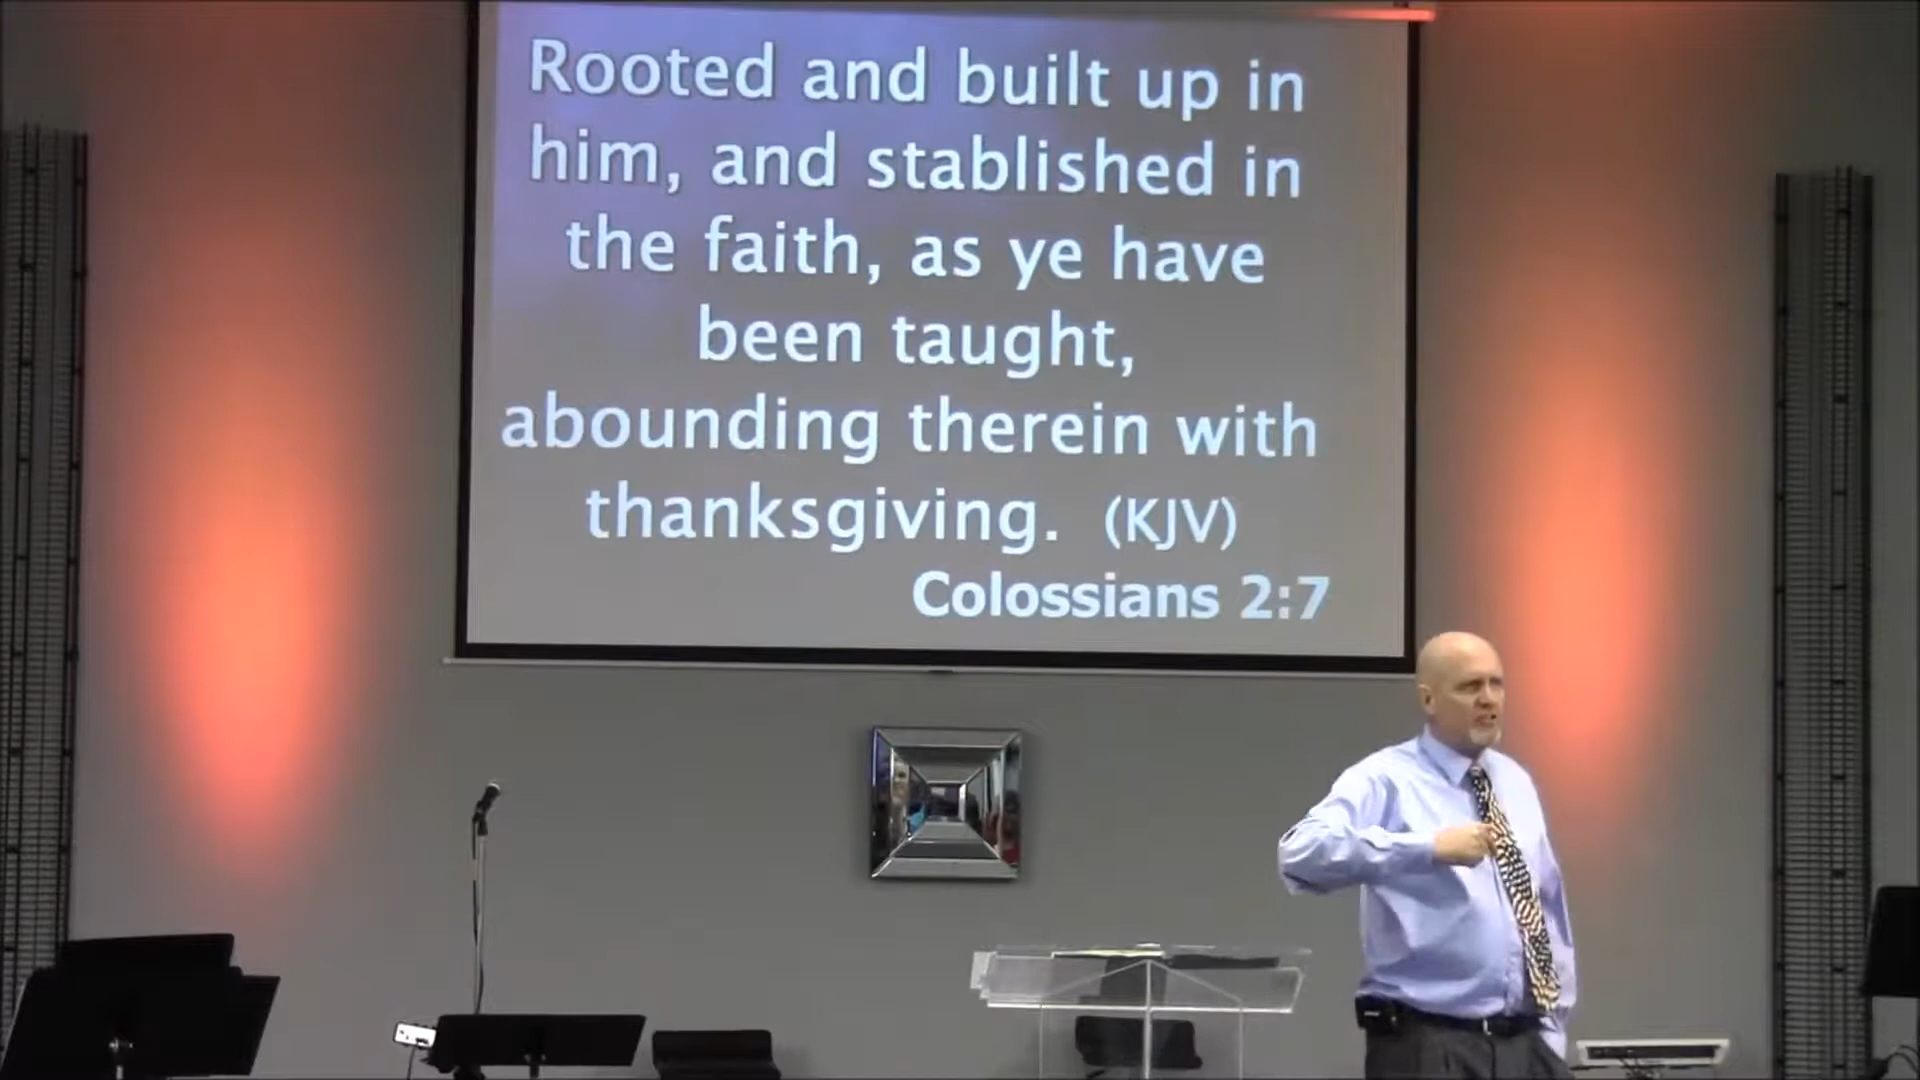 Rooted and built up in
him, and stablished in
the faith, as ye have
been taught,
abounding therein with
thanksgiving. (KJV)
Colossians 2:7